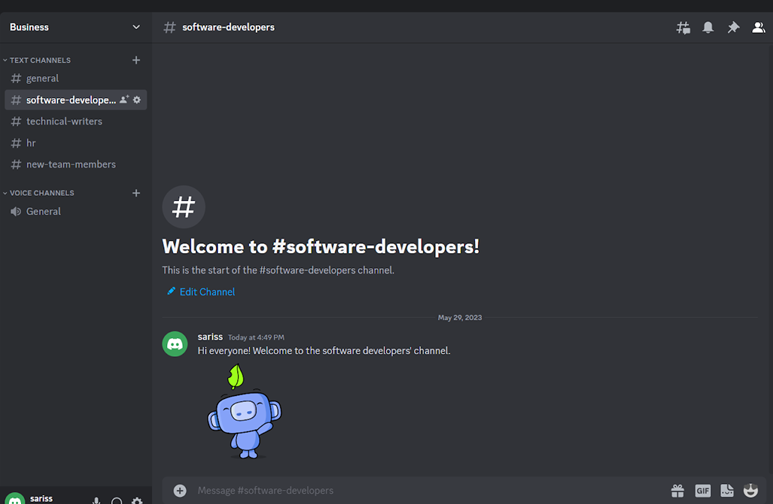 Business
software-developers
TEXT CHANNELS
general
software-develope...
technical-writers
hr
new-team-members
VOICE CHANNELS
General
Welcome to #software-developers!
This is the start of the #software-developers channel.
Edit Channel
May 29, 2023
sariss Today at 4:49 PM
Hi everyone! Welcome to the software developers' channel.
sariss
Message #software-developers
GIF